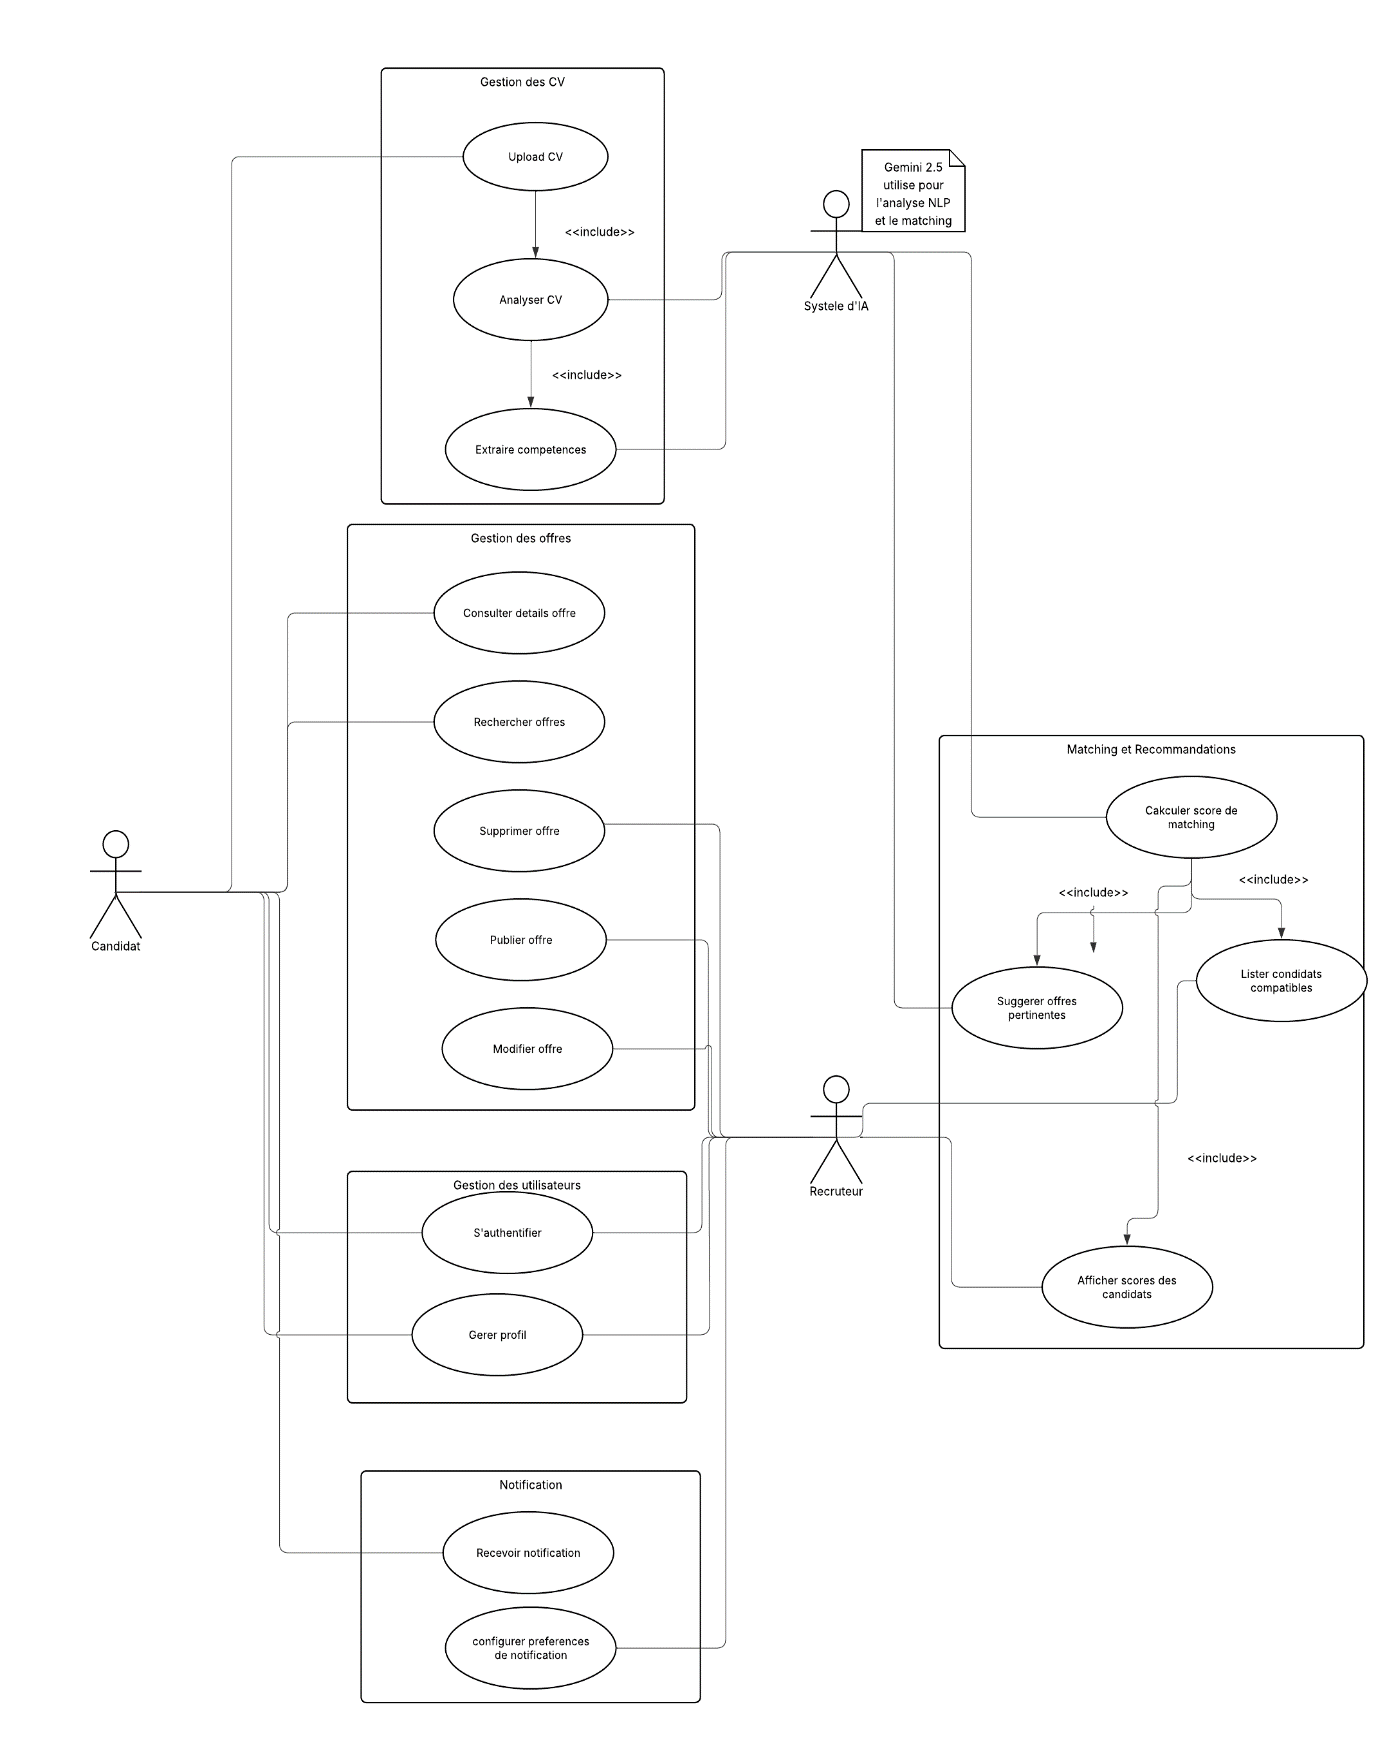 Gestion des CV
Upload CV
<<include>>
Analyser CV
<<include>>
Extraire competences
Gemini 2.5
utilise pour
l'analyse NLP
et le matching
Systele d'IA
Gestion des offres
Consulter details offre
Rechercher offres
Supprimer offre
Publier offre
Modifier offre
Candidat
Matching et Recommandations
Cakculer score de
matching
<<include>>
<<include>>
Suggerer offres
pertinentes
Lister condidats
compatibles
<<include>>
Afficher scores des
candidats
Recruteur
Gestion des utilisateurs
S'authentifier
Gerer profil
Notification
Recevoir notification
configurer preferences
de notification